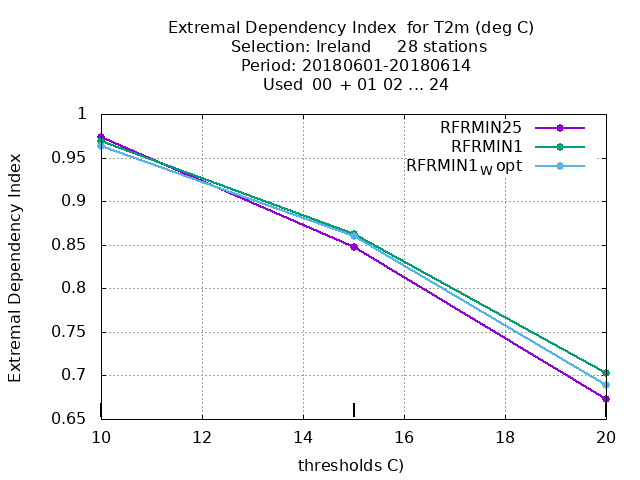 Extremal Dependency Index  for T2m (deg C)
Selection: Ireland     28 stations
Period: 20180601-20180614
Used  00 + 01 02 ... 24
RFRMIN25
RFRMIN1
RFRMIN1W opt
Extremal Dependency Index
1
0.95
0.9
0.85
0.8
0.75
0.7
0.65
10 12 14 16 18 20
thresholds C)